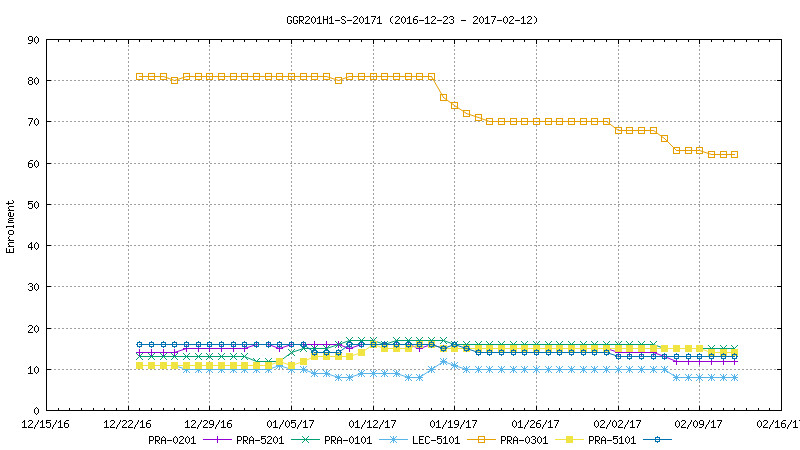 GGR201H1-S-20171 (2016-12-23 - 2017-02-12)
90
80
70
60
50
40
30
20
10
0
Enrolment
12/15/16 12/22/16 12/29/16 01/05/17 01/12/17 01/19/17 01/26/17 02/02/17 02/09/17 02/16/17
PRA-0201 PRA-5201 PRA-0101 LEC-5101 PRA-0301 PRA-5101